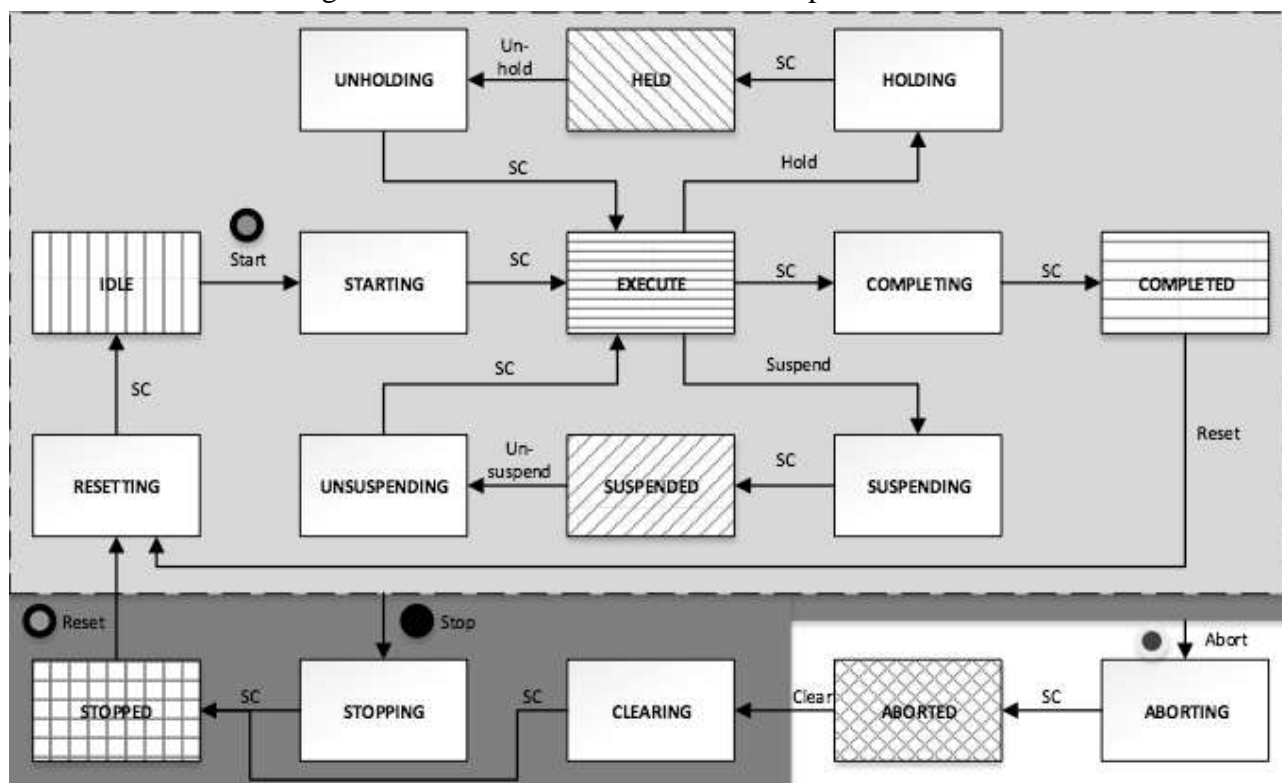 Un-
hold
UNHOLDING
HELD
SC
HOLDING
SC
Hold
Start
SC
SC
SC
IDLE
STARTING
EXECUTE
COMPLETING
COMPLETED
SC
SC
Suspend
Reset
Un-
suspend
SC
RESETTING
UNSUSPENDING
SUSPENDED
SUSPENDING
Reset
Stop
Abort
SC
SC
Clear
SC
STOPPED
STOPPING
CLEARING
ABORTED
ABORTING